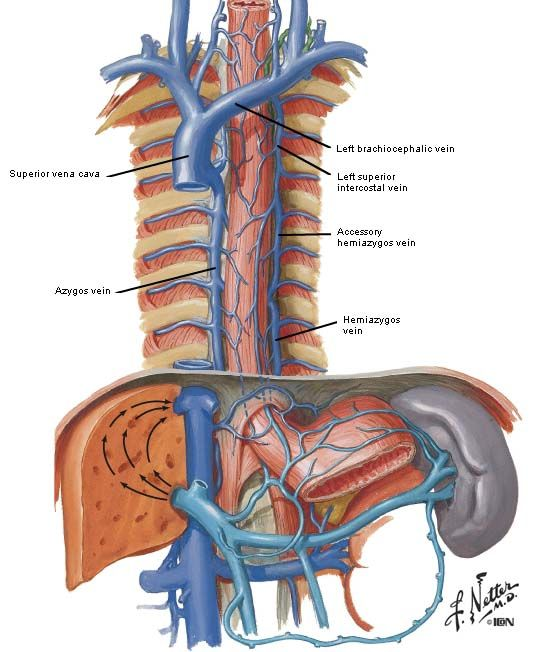 Left brachiocephalic vein
Superior vena cava
Left superior
intercostal vein
Accessory
hemiazygos vein
Azygos vein
Hemiazygos
vein
F. Netter
M.D.
©ICON